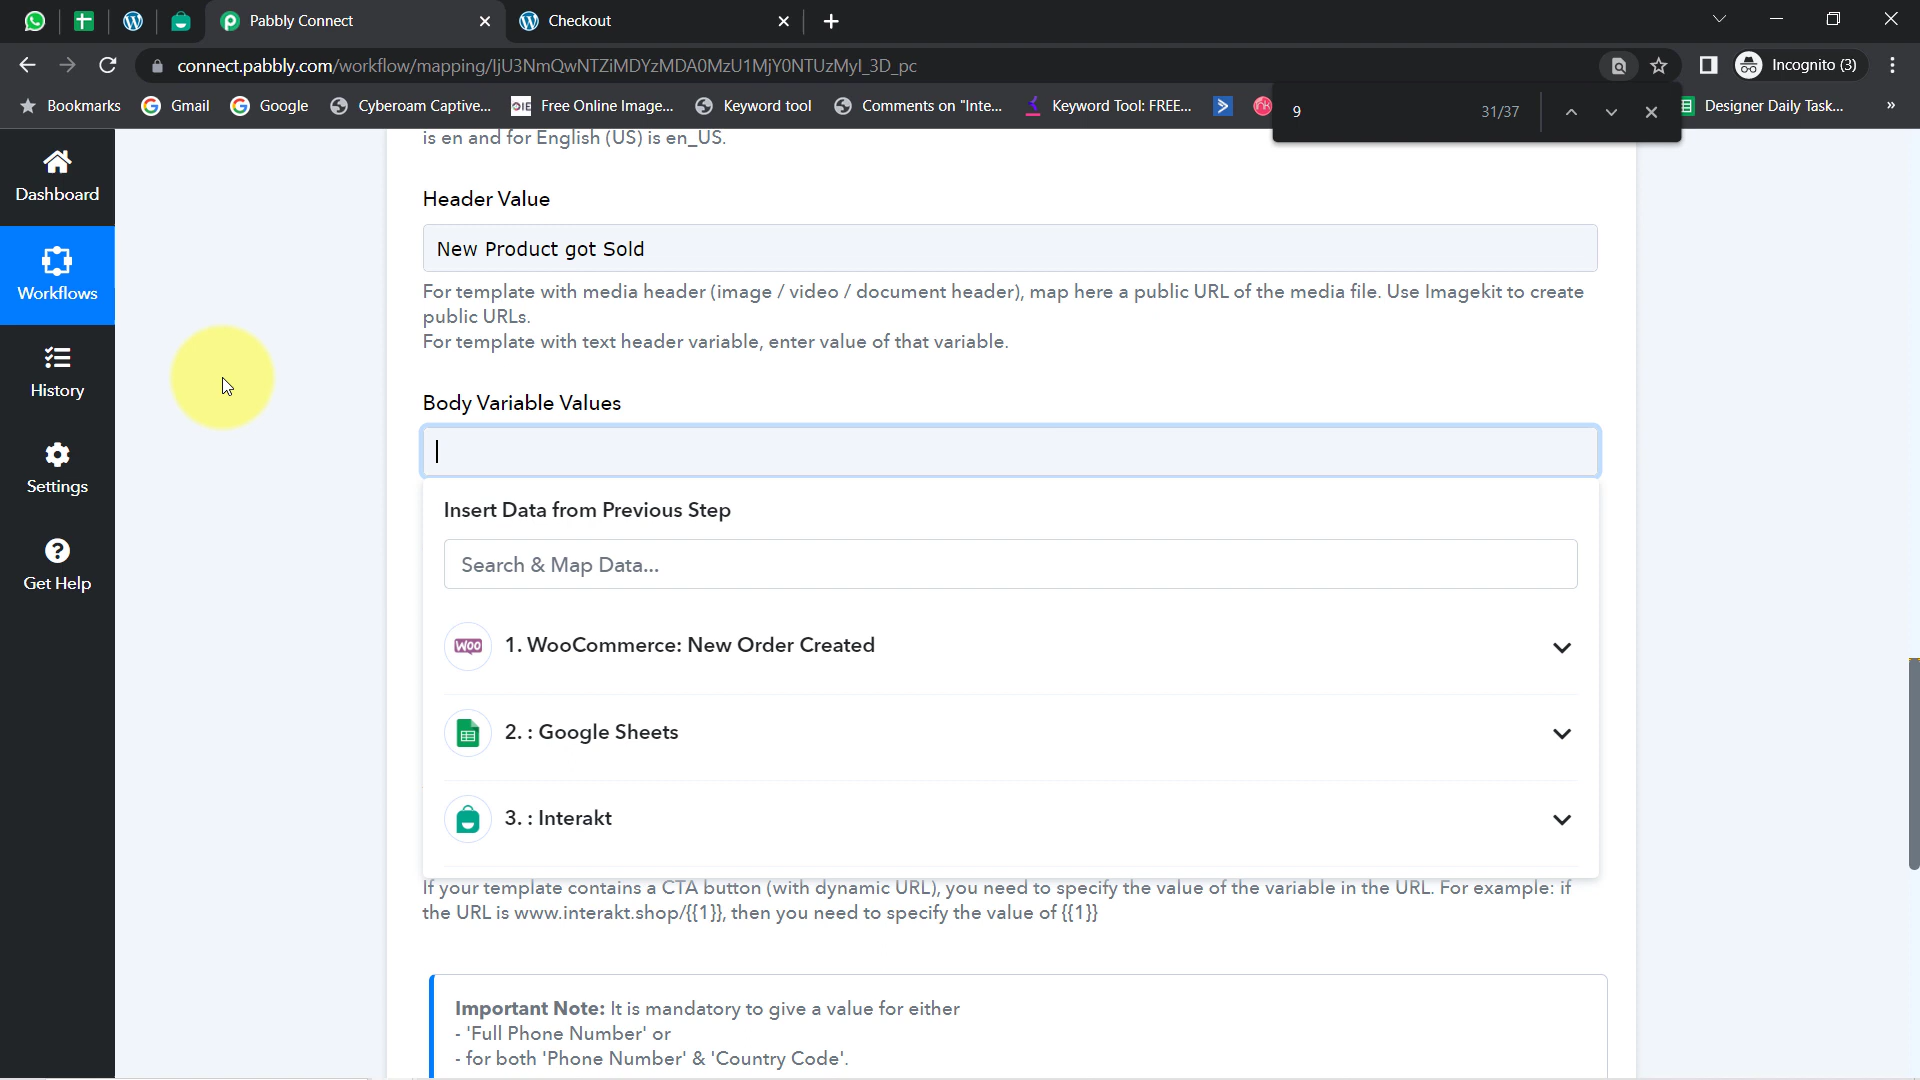 Pabbly Connect
Checkout
connect.pabbly.com/workflow/mapping/IjU3NmQwNTZiMDYzMDA0MzU1MjY0NTUzMyI_3D_pc
Incognito (3)
Bookmarks
Gmail
Google
Cyberoam Captive...
Free Online Image...
Keyword tool
Comments on "Inte...
Keyword Tool: FREE...
Designer Daily Task...
»
9
31/37
Dashboard
Workflows
History
Settings
Get Help
is en and for English (US) is en_US.
Header Value
New Product got Sold
For template with media header (image / video / document header), map here a public URL of the media file. Use Imagekit to create
public URLs.
For template with text header variable, enter value of that variable.
Body Variable Values
Insert Data from Previous Step
Search & Map Data...
WOO
1. WooCommerce: New Order Created
2. : Google Sheets
3. : Interakt
If your template contains a CTA button (with dynamic URL), you need to specify the value of the variable in the URL. For example: if
the URL is www.interakt.shop/{{1}}, then you need to specify the value of {{1}}
Important Note: It is mandatory to give a value for either
- 'Full Phone Number' or
- for both 'Phone Number' & 'Country Code'.